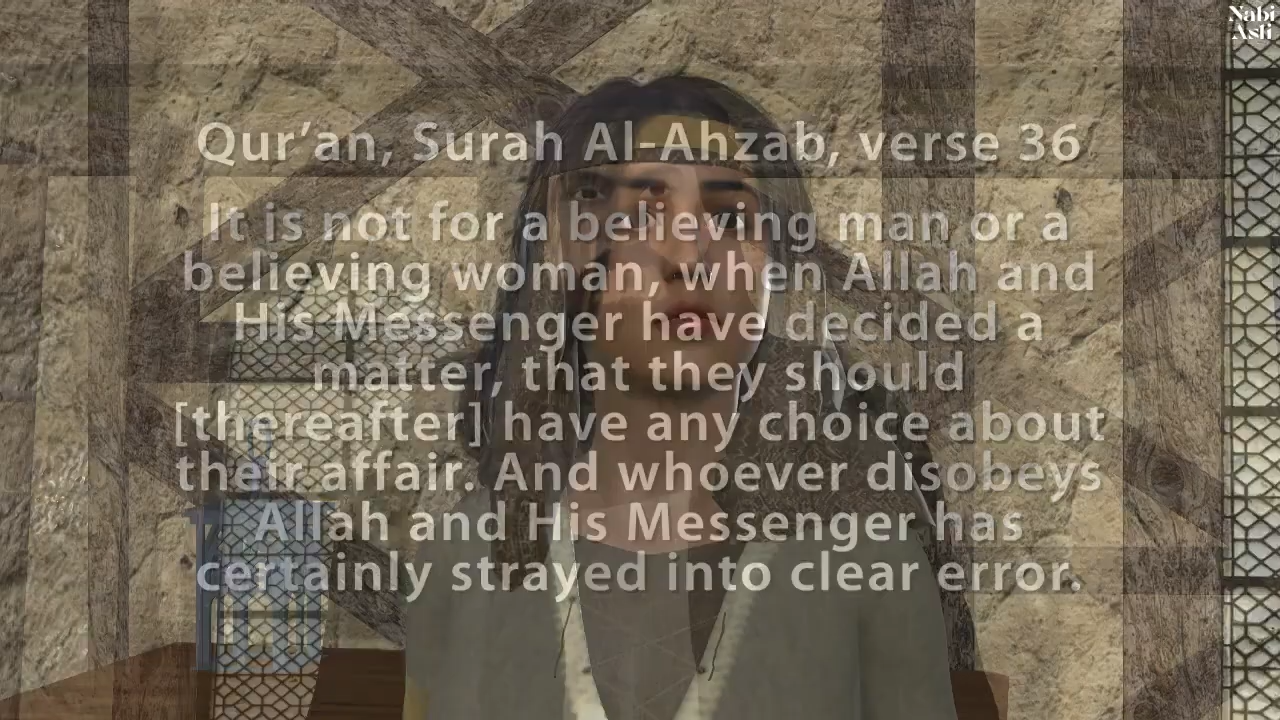 Nabi
Asli
Qur'an, Surah Al-Ahzab, verse 36
It is not for a believing man or a
believing woman, when Allah and
His Messenger have decided a
matter, that they should
[thereafter] have any choice about
their affair. And whoever disobeys
Allah and His Messenger has
certainly strayed into clear error.